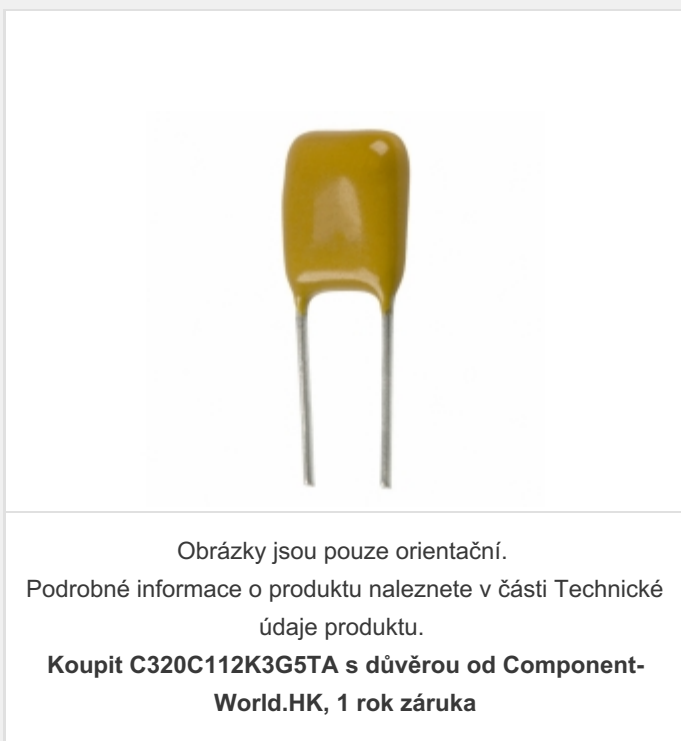 Obrázky jsou pouze orientační.
Podrobné informace o produktu naleznete v části Technické
údaje produktu.
Koupit C320C112K3G5TA s důvěrou od Component-
World.HK, 1 rok záruka